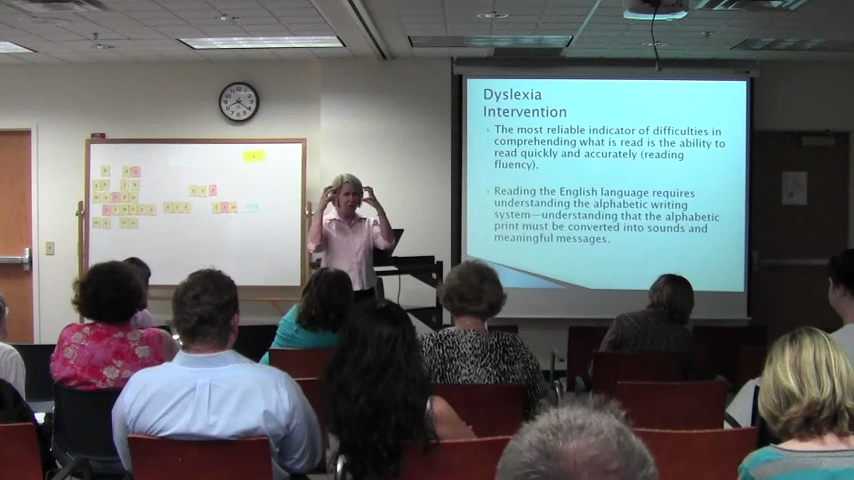 Dyslexia
Intervention
The most reliable indicator of difficulties in
comprehending what is read is the ability to
read quickly and accurately (reading
fluency).
Reading the English language requires
understanding the alphabetic writing
system—understanding that the alphabetic
print must be converted into sounds and
meaningful messages.